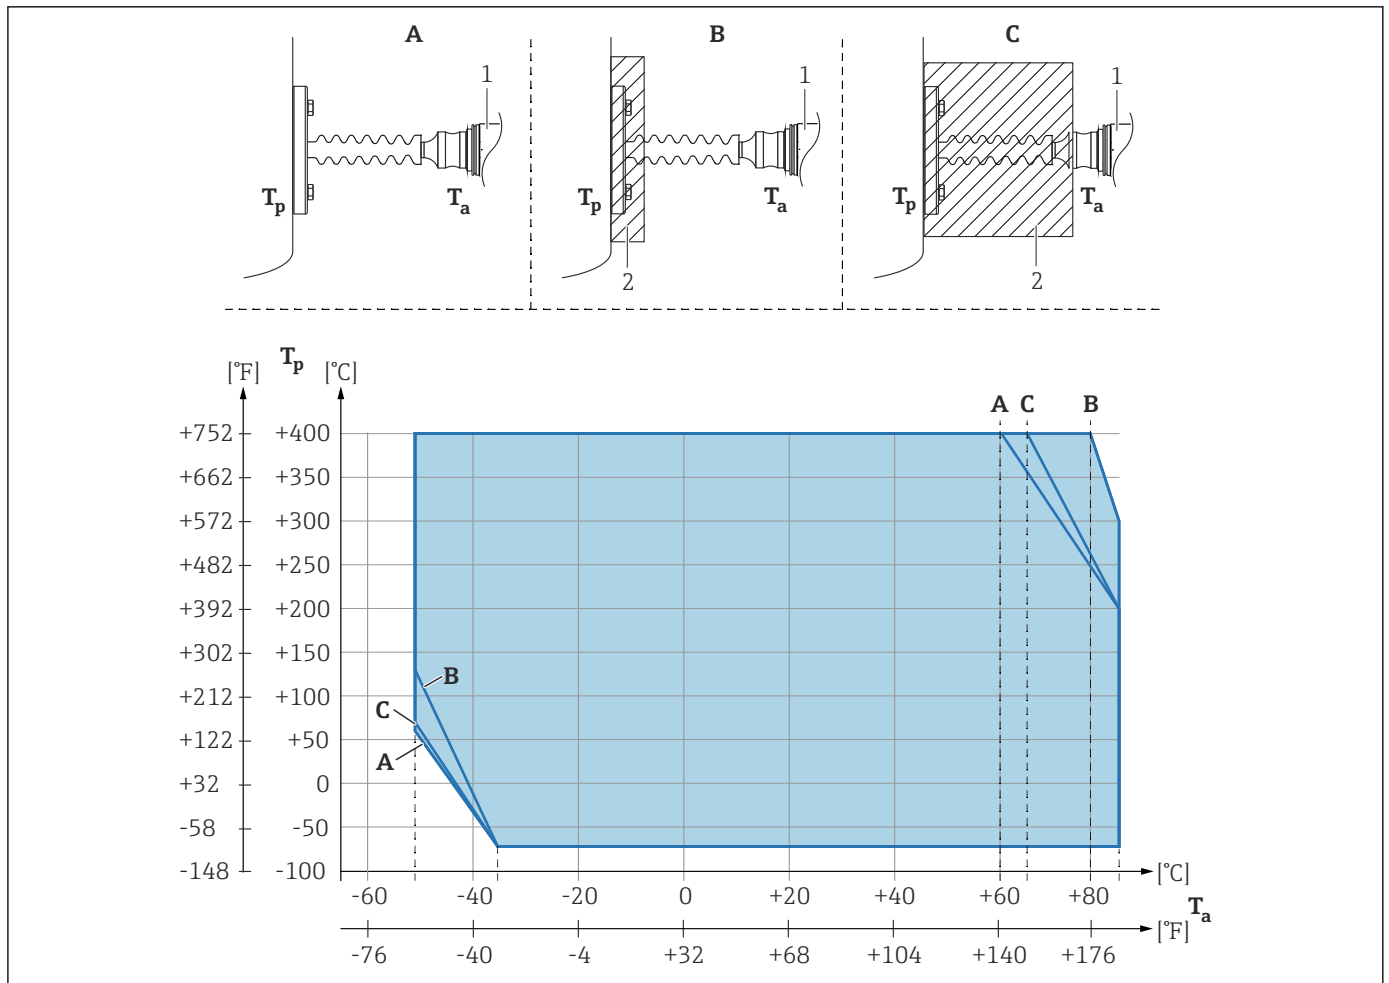 A B C
1 1 1
Tp Ta Tp Ta Tp Ta
2 2
Tp
[°F] [°C]
A C B
+752 +400
+662 +350
+572 +300
+482 +250
+392 +200
+302 +150
B
+212 +100
C
+122 +50
A
+32 0
-58 -50
-148 -100
[°C]
-60 -40 -20 0 +20 +40 +60 +80
Ta
[°F]
-76 -40 -4 +32 +68 +104 +140 +176